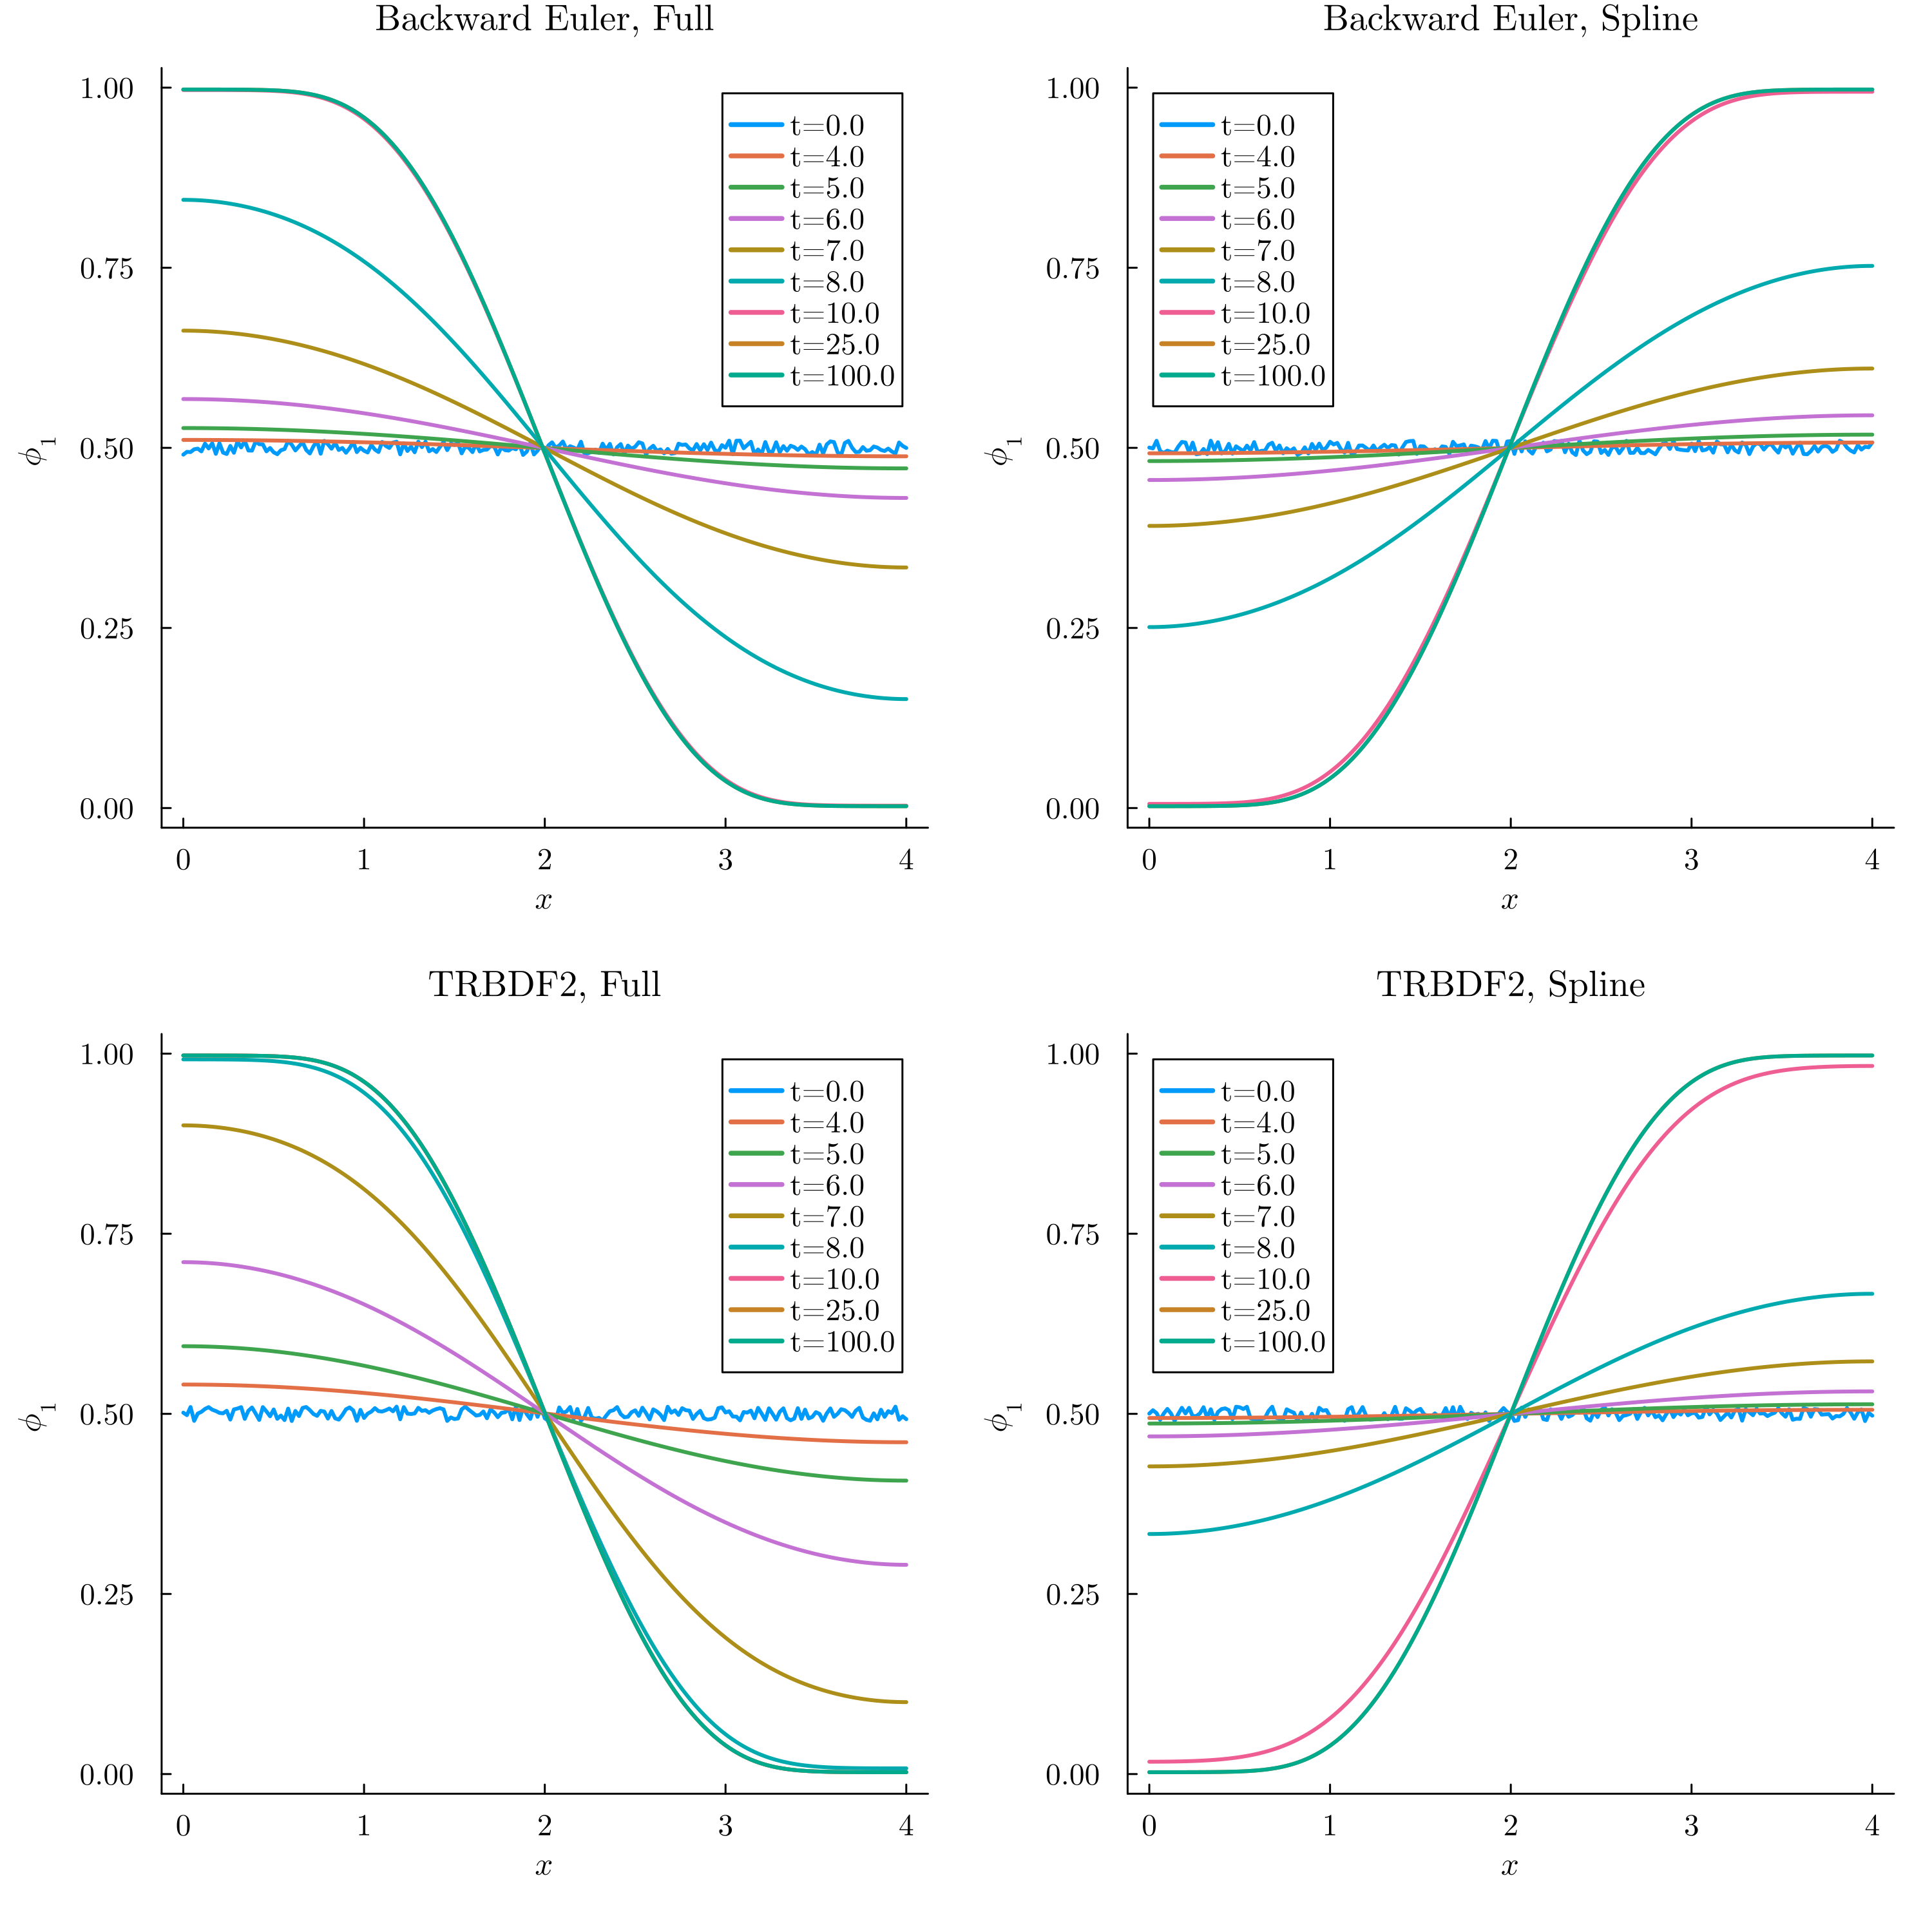 Backward Euler, Full
1.00
0.75
0.50
0.25
0.00
ϕ1
t=0.0
t=4.0
t=5.0
t=6.0
t=7.0
t=8.0
t=10.0
t=25.0
t=100.0
0 1 2 3 4
x
Backward Euler, Spline
1.00
0.75
0.50
0.25
0.00
ϕ1
t=0.0
t=4.0
t=5.0
t=6.0
t=7.0
t=8.0
t=10.0
t=25.0
t=100.0
0 1 2 3 4
x
TRBDF2, Full
1.00
0.75
0.50
0.25
0.00
ϕ1
t=0.0
t=4.0
t=5.0
t=6.0
t=7.0
t=8.0
t=10.0
t=25.0
t=100.0
0 1 2 3 4
x
TRBDF2, Spline
1.00
0.75
0.50
0.25
0.00
ϕ1
t=0.0
t=4.0
t=5.0
t=6.0
t=7.0
t=8.0
t=10.0
t=25.0
t=100.0
0 1 2 3 4
x